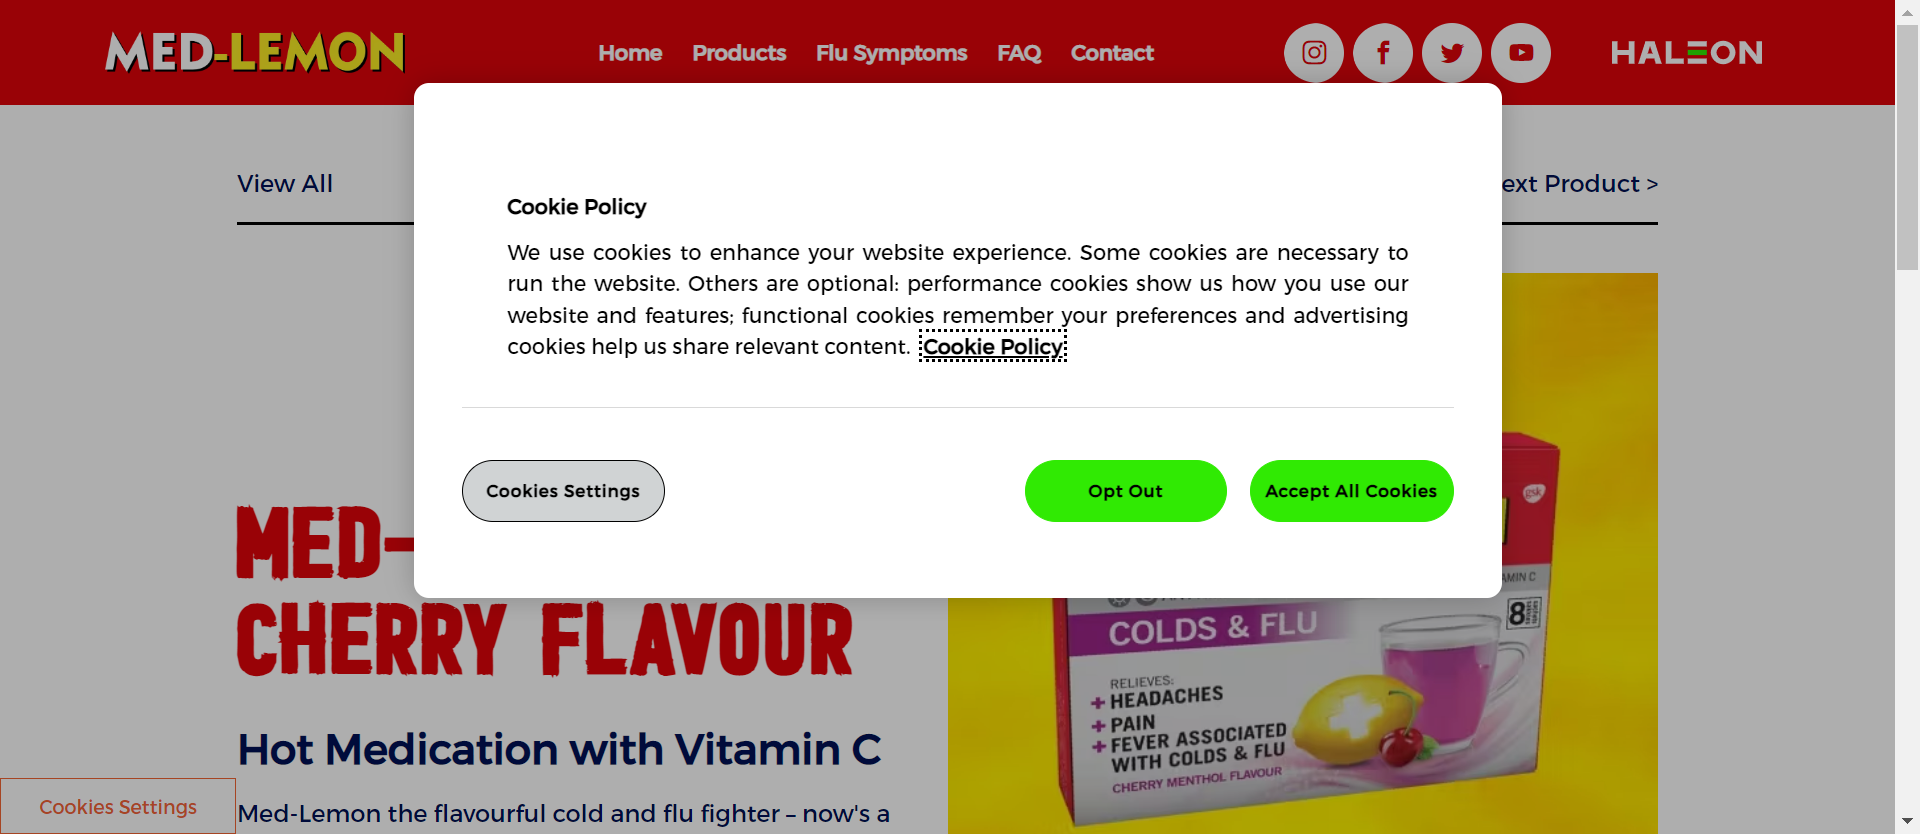 MED-LEMON
Home Products Flu Symptoms FAQ Contact
HALEON
View All
ext Product >
Cookie Policy
We use cookies to enhance your website experience. Some cookies are necessary to
run the website. Others are optional: performance cookies show us how you use our
website and features; functional cookies remember your preferences and advertising
cookies help us share relevant content. Cookie Policy
Cookies Settings
Opt Out
Accept All Cookies
MED-
CHERRY FLAVOUR
Hot Medication with Vitamin C
Med-Lemon the flavourful cold and flu fighter – now's a
Cookies Settings
gsk
AMIN C
8
COLDS & FLU
RELIEVES:
+ HEADACHES
+ PAIN
+ FEVER ASSOCIATED
WITH COLDS & FLU
CHERRY MENTHOL FLAVOUR